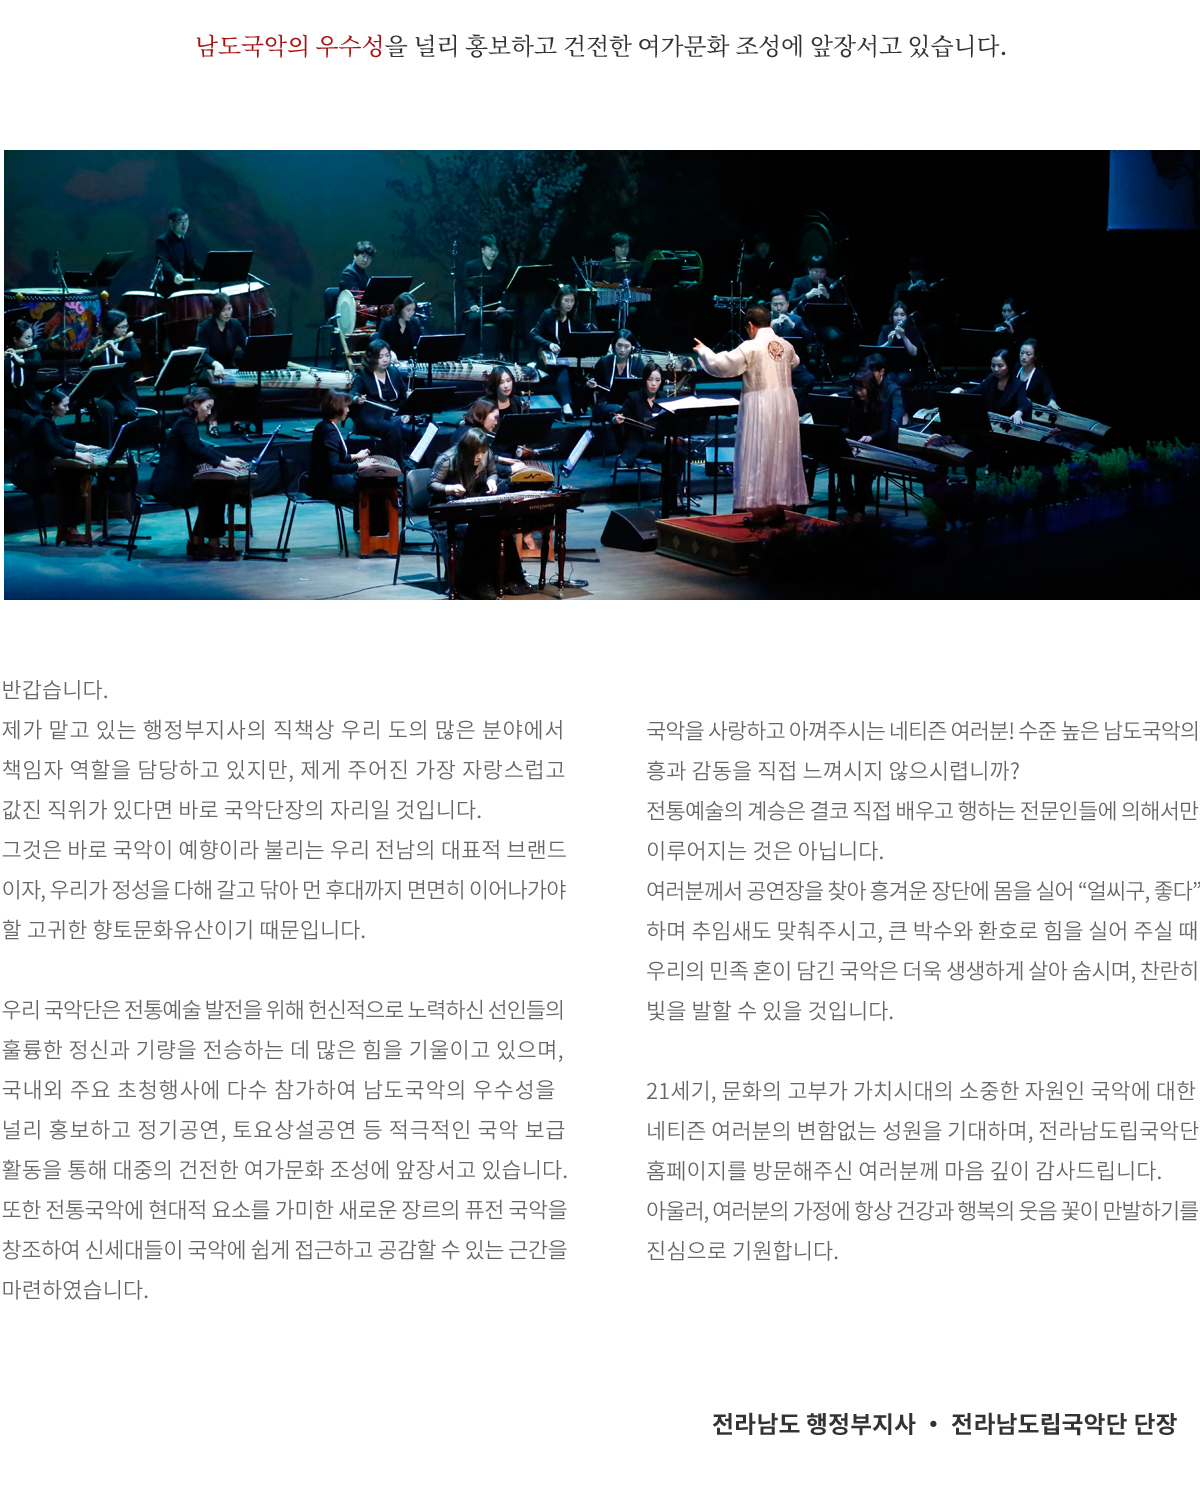 남도국악의 우수성을 널리 홍보하고 건전한 여가문화 조성에 앞장서고 있습니다.
반갑습니다.
제가 맡고 있는 행정부지사의 직책상 우리 도의 많은 분야에서
책임자 역할을 담당하고 있지만, 제게 주어진 가장 자랑스럽고
값진 직위가 있다면 바로 국악단장의 자리일 것입니다.
그것은 바로 국악이 예향이라 불리는 우리 전남의 대표적 브랜드
이자, 우리가 정성을 다해 갈고 닦아 먼 후대까지 면면히 이어나가야
할 고귀한 향토문화유산이기 때문입니다.
우리 국악단은 전통예술 발전을 위해 헌신적으로 노력하신 선인들의
훌륭한 정신과 기량을 전승하는 데 많은 힘을 기울이고 있으며,
국내외 주요 초청행사에 다수 참가하여 남도국악의 우수성을
널리 홍보하고 정기공연, 토요상설공연 등 적극적인 국악 보급
활동을 통해 대중의 건전한 여가문화 조성에 앞장서고 있습니다.
또한 전통국악에 현대적 요소를 가미한 새로운 장르의 퓨전 국악을
창조하여 신세대들이 국악에 쉽게 접근하고 공감할 수 있는 근간을
마련하였습니다.
국악을 사랑하고 아껴주시는 네티즌 여러분! 수준 높은 남도국악의
흥과 감동을 직접 느껴시지 않으시렵니까?
전통예술의 계승은 결코 직접 배우고 행하는 전문인들에 의해서만
이루어지는 것은 아닙니다.
여러분께서 공연장을 찾아 흥겨운 장단에 몸을 실어 “얼씨구, 좋다”
하며 추임새도 맞춰주시고, 큰 박수와 환호로 힘을 실어 주실 때
우리의 민족 혼이 담긴 국악은 더욱 생생하게 살아 숨시며, 찬란히
빛을 발할 수 있을 것입니다.
21세기, 문화의 고부가 가치시대의 소중한 자원인 국악에 대한
네티즌 여러분의 변함없는 성원을 기대하며, 전라남도립국악단
홈페이지를 방문해주신 여러분께 마음 깊이 감사드립니다.
아울러, 여러분의 가정에 항상 건강과 행복의 웃음 꽃이 만발하기를
진심으로 기원합니다.
전라남도 행정부지사 • 전라남도립국악단 단장